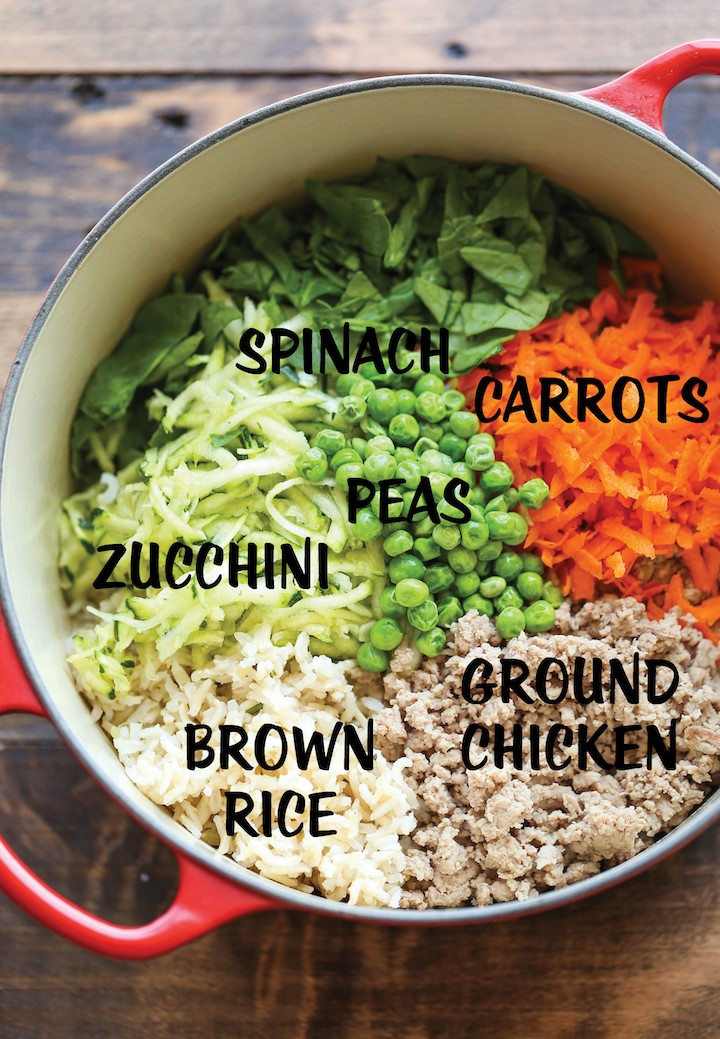 SPINACH
CARROTS
PEAS
ZUCCHINI
GROUND
CHICKEN
BROWN
RICE